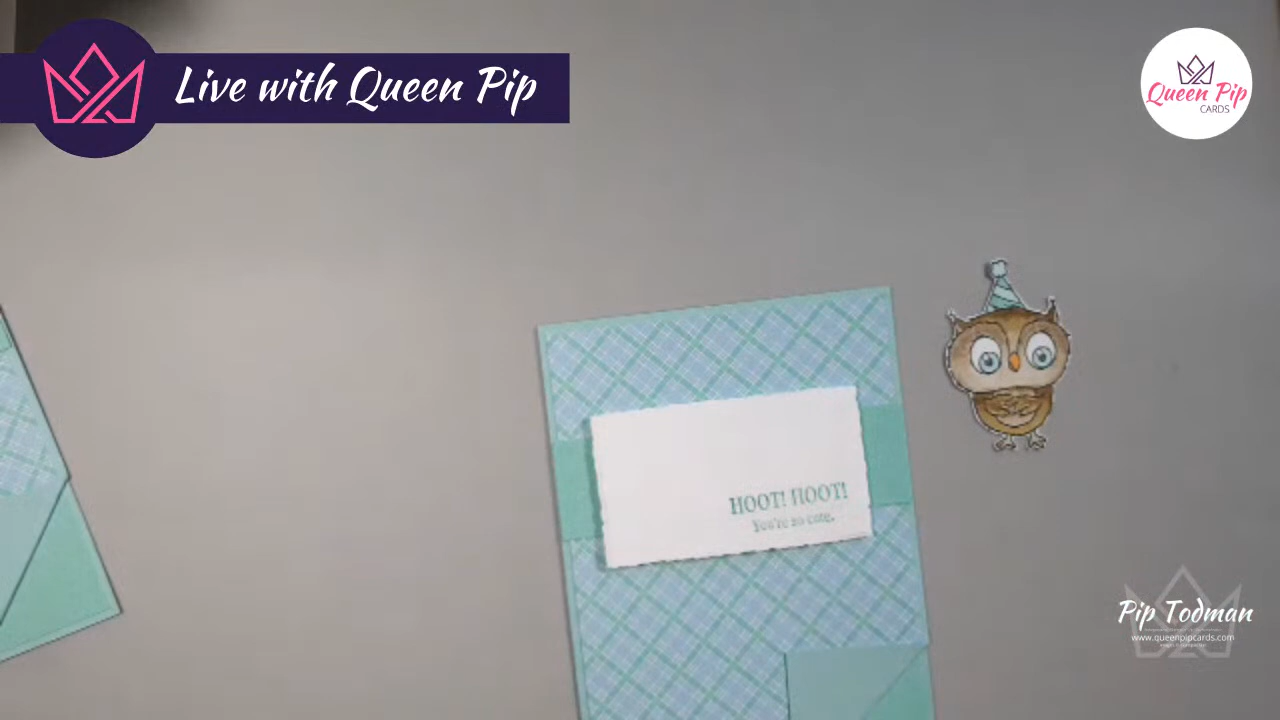 Live with Queen Pip
Queen Pip
CARDS
HOOT! HOOT!
You're so cute.
Pip Todman
www.queenpipcards.com